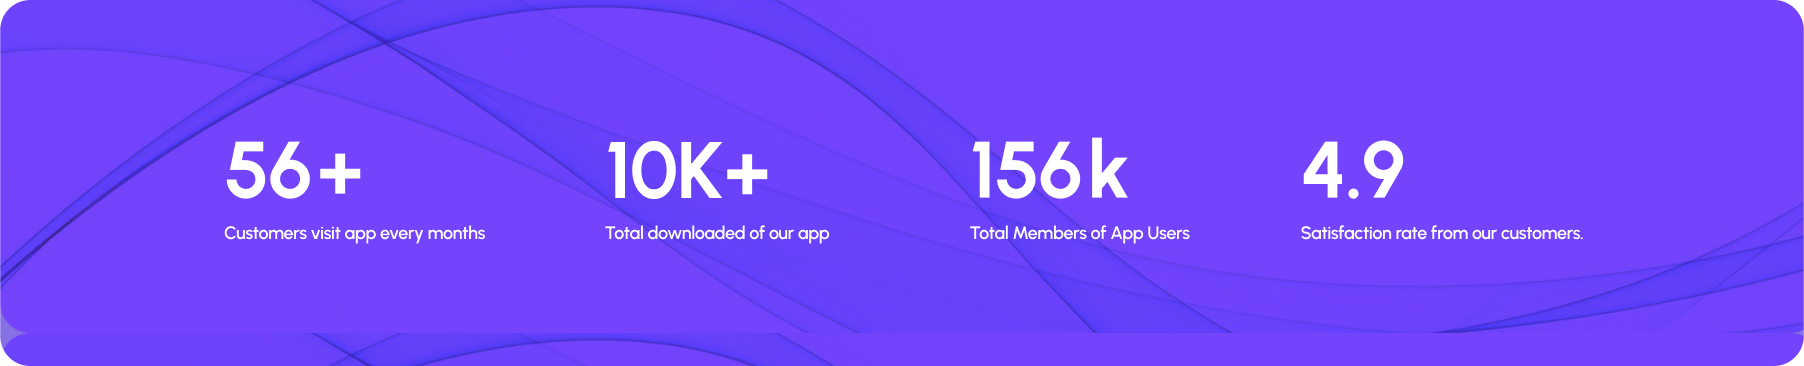 56+
Customers visit app every months
10K+
Total downloaded of our app
156k
Total Members of App Users
4.9
Satisfaction rate from our customers.